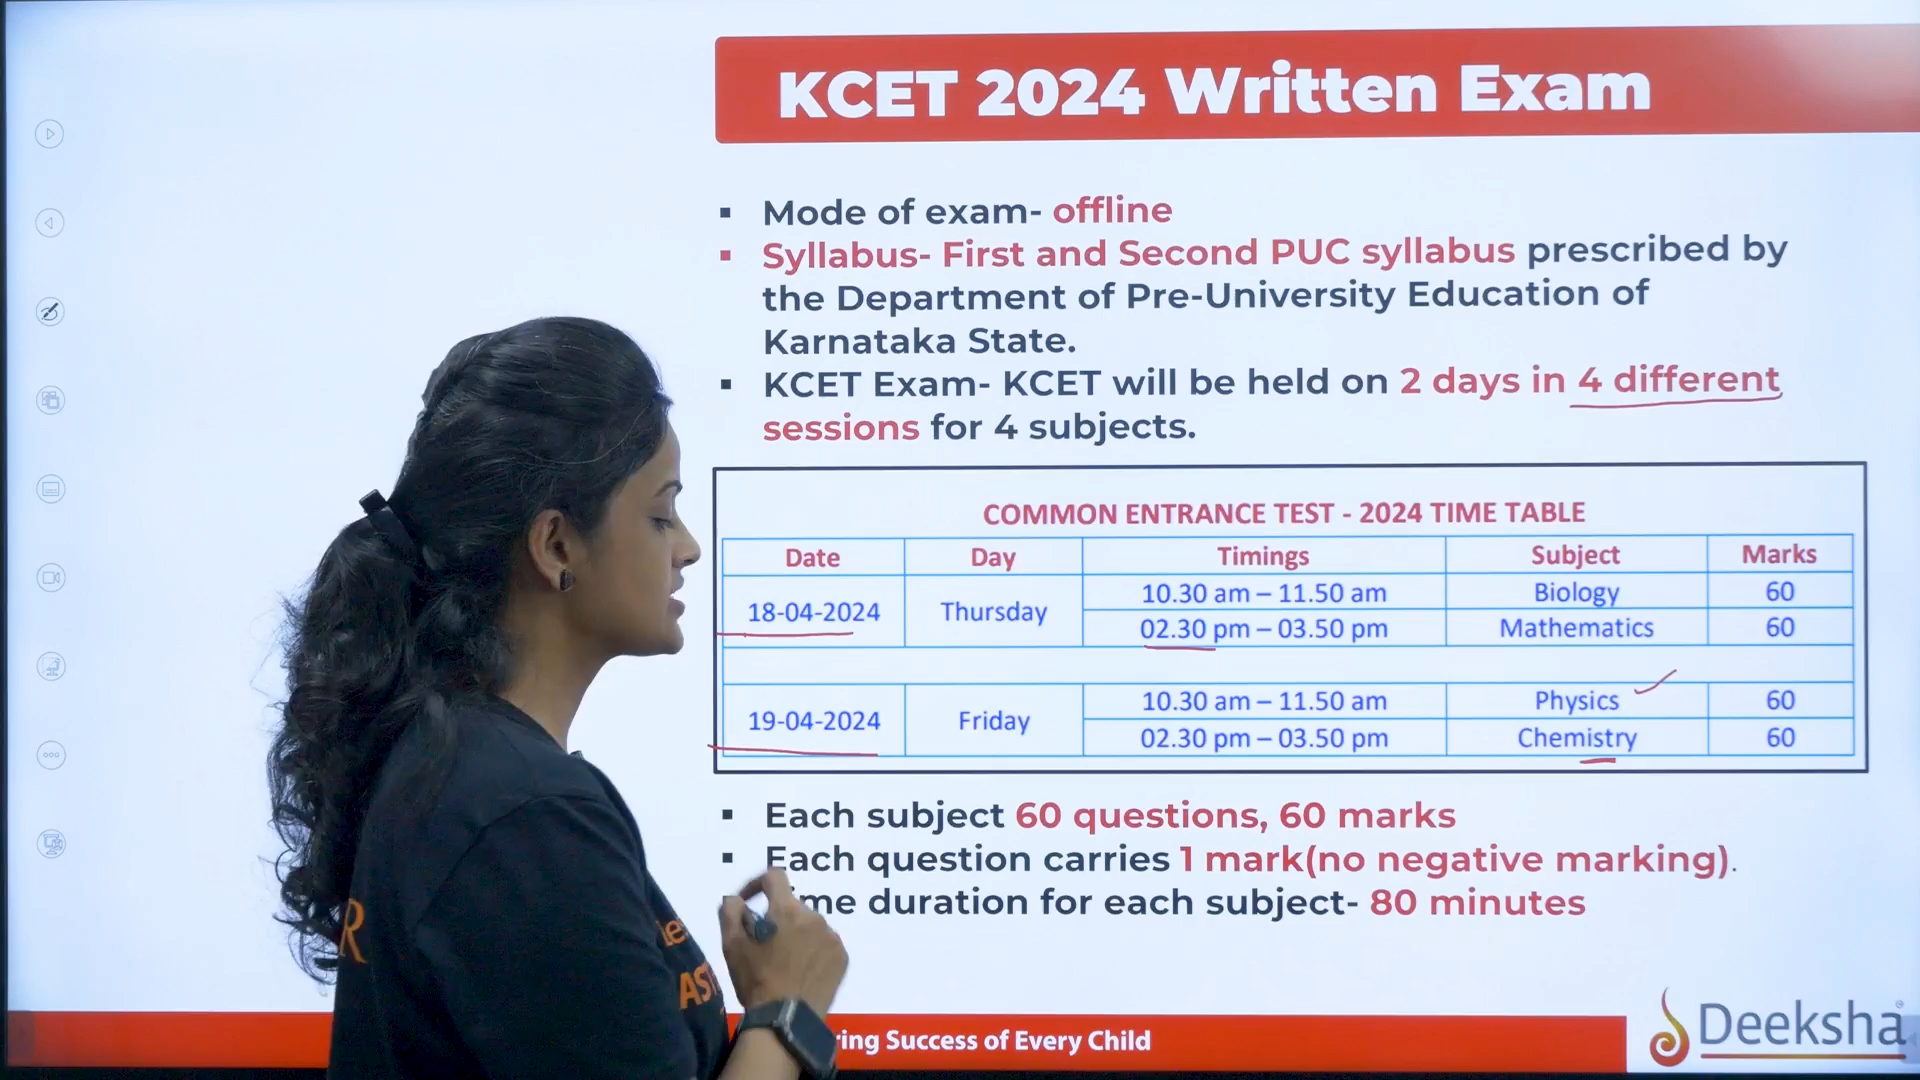 KCET 2024 Written Exam
▪ Mode of exam- offline
▪ Syllabus- First and Second PUC syllabus prescribed by
the Department of Pre-University Education of
Karnataka State.
▪ KCET Exam- KCET will be held on 2 days in 4 different
sessions for 4 subjects.
COMMON ENTRANCE TEST - 2024 TIME TABLE
Date Day Timings Subject Marks
18-04-2024 Thursday 10.30 am – 11.50 am Biology 60
02.30 pm – 03.50 pm Mathematics 60
19-04-2024 Friday 10.30 am – 11.50 am Physics 60
02.30 pm – 03.50 pm Chemistry 60
▪ Each subject 60 questions, 60 marks
▪ Each question carries 1 mark(no negative marking).
duration for each subject- 80 minutes
Success of Every Child
Deeksha